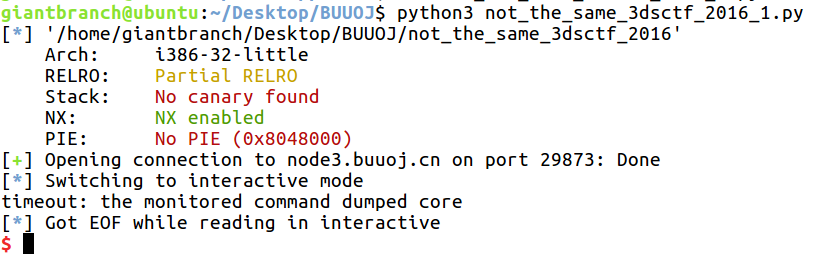 giantbranch@ubuntu:~/Desktop/BUUOJ$ python3 not_the_same_3dsctf_2016_1.py
[*] '/home/giantbranch/Desktop/BUUOJ/not_the_same_3dsctf_2016'
    Arch:     i386-32-little
    RELRO:    Partial RELRO
    Stack:    No canary found
    NX:       NX enabled
    PIE:      No PIE (0x8048000)
[+] Opening connection to node3.buuoj.cn on port 29873: Done
[*] Switching to interactive mode
timeout: the monitored command dumped core
[*] Got EOF while reading in interactive
$